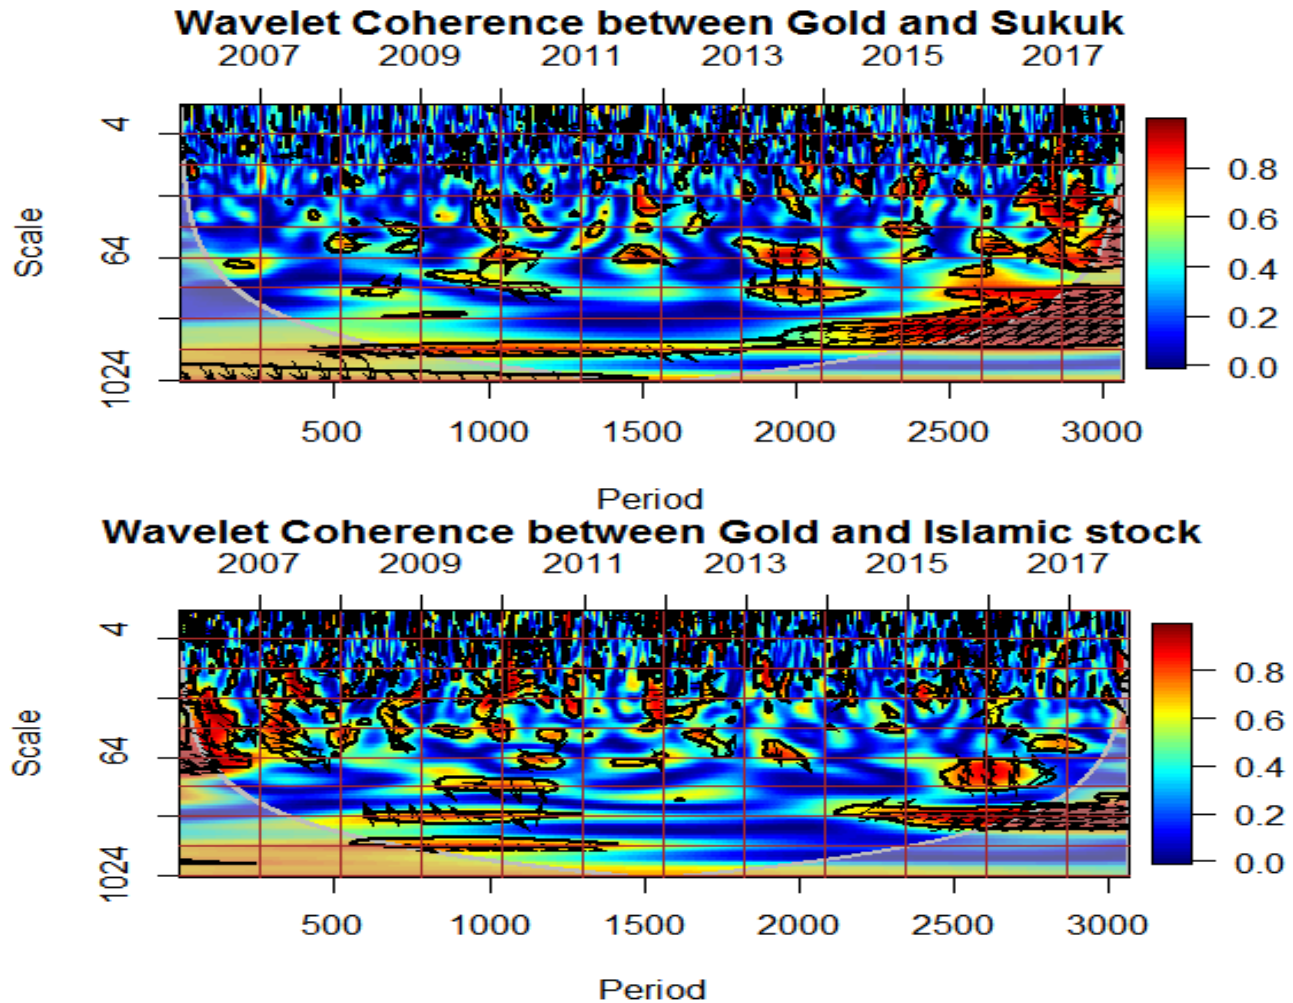 Wavelet Coherence between Gold and Sukuk
2007 2009 2011 2013 2015 2017
Scale
4
64
1024
0.8
0.6
0.4
0.2
0.0
500 1000 1500 2000 2500 3000
Period
Wavelet Coherence between Gold and Islamic stock
2007 2009 2011 2013 2015 2017
Scale
4
64
1024
0.8
0.6
0.4
0.2
0.0
500 1000 1500 2000 2500 3000
Period